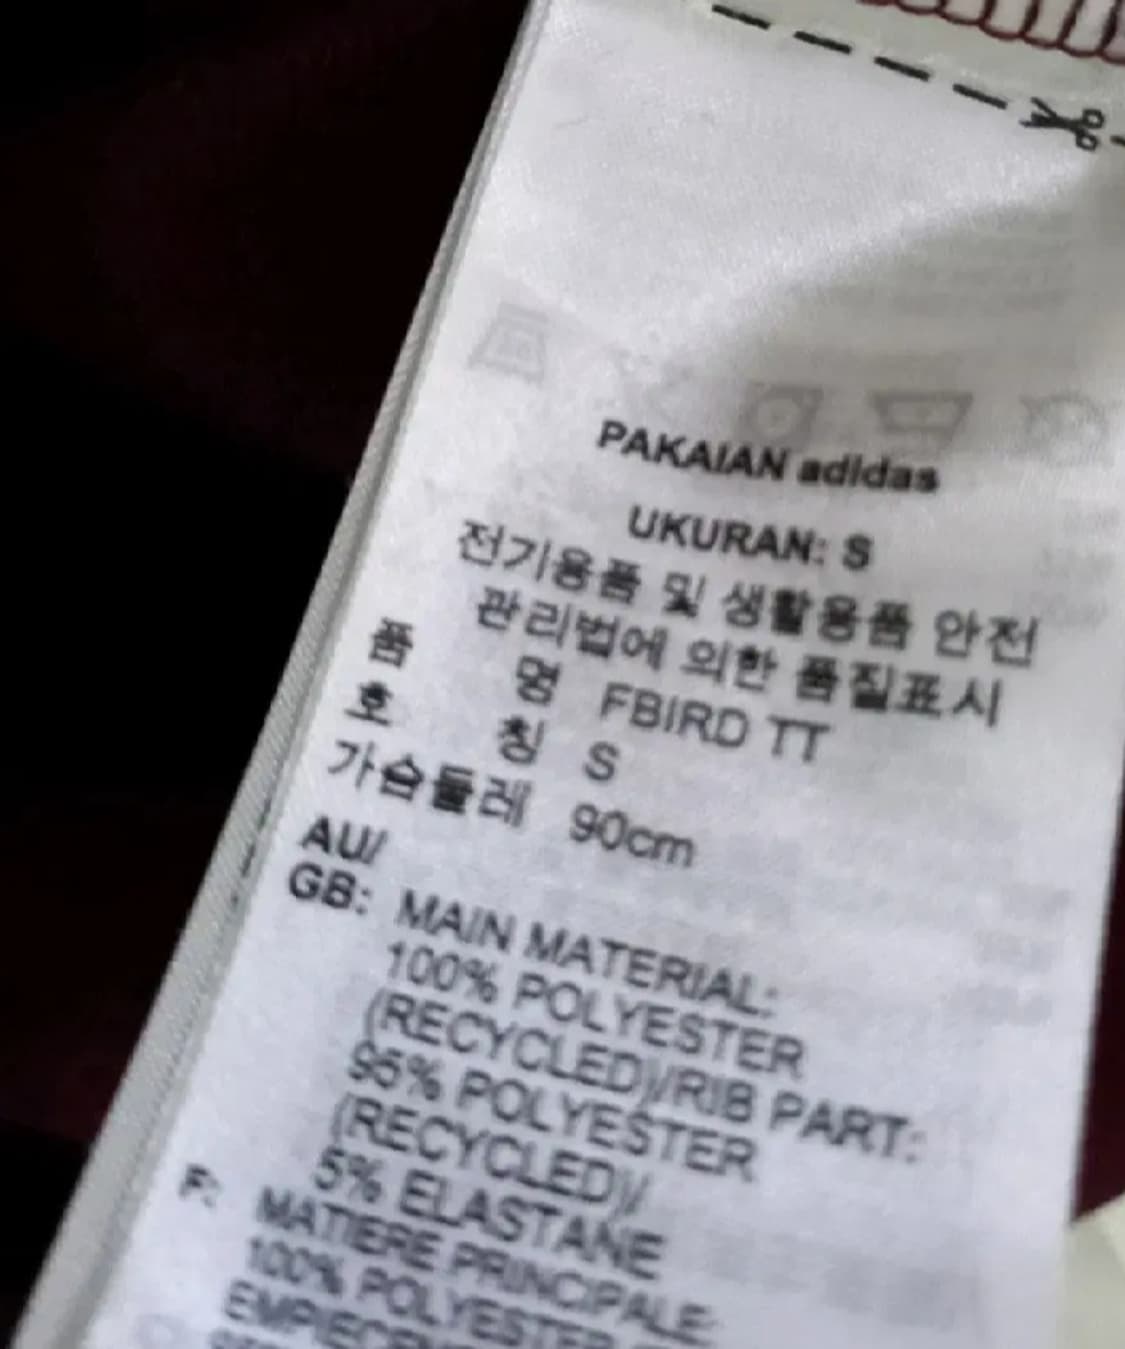 PAKAIAN adidas
UKURAN: S
전기용품 및 생활용품 안전
관리법에 의한 품질표시
품 명 FBIRD TT
호 칭 S
가슴둘레 90cm
AU/
GB: MAIN MATERIAL:
100% POLYESTER
(RECYCLED)/RIB PART:
95% POLYESTER
(RECYCLED)/
5% ELASTANE
F: MATIERE PRINCIPALE:
100% POLYESTER